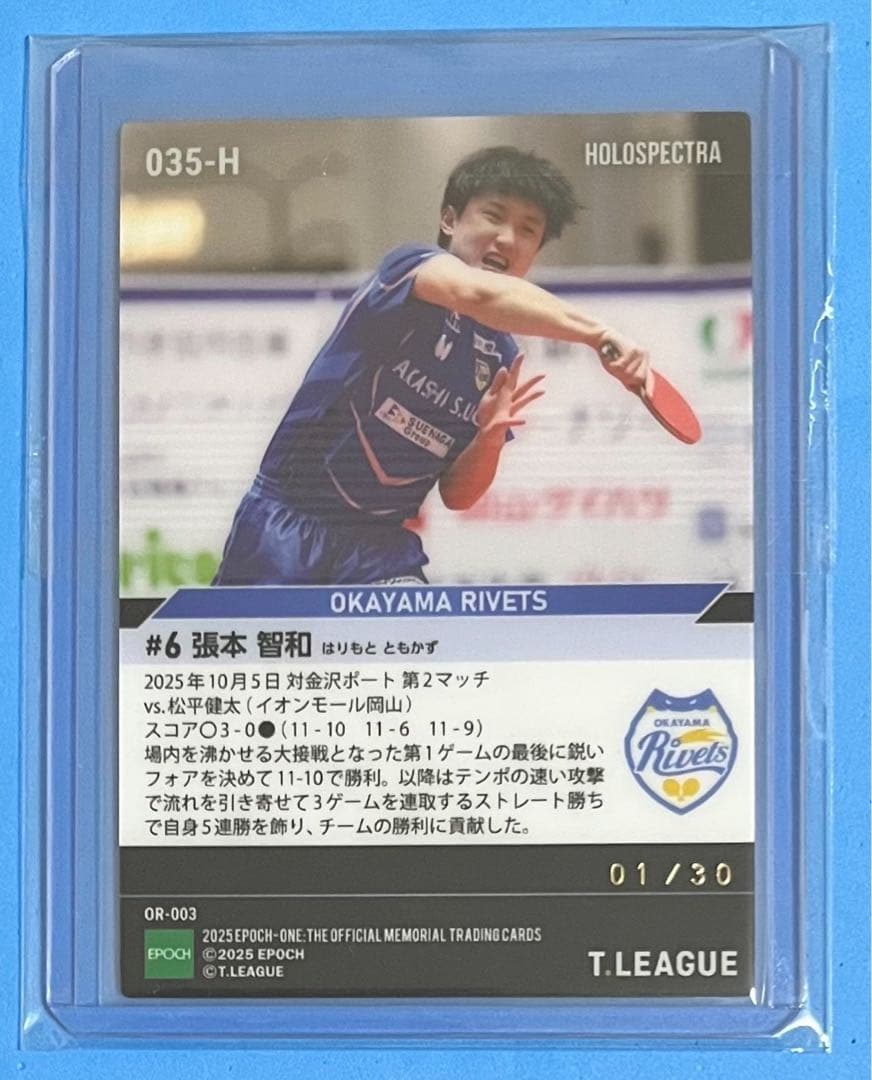 035-H
HOLOSPECTRA
AKASHI S.U
SUENAGA
Group
OKAYAMA RIVETS
#6 張本 智和 はりもと ともかず
2025年10月5日 対金沢ポート 第2マッチ
vs.松平健太(イオンモール岡山)
スコア〇3-0●(11-10 11-6 11-9)
場内を沸かせる大接戦となった第1ゲームの最後に鋭い
フォアを決めて11-10で勝利。以降はテンポの速い攻撃
で流れを引き寄せて3ゲームを連取するストレート勝ち
で自身5連勝を飾り、チームの勝利に貢献した。
OKAYAMA
Rivets
01/30
OR-003
EPOCH
2025 EPOCH-ONE:THE OFFICIAL MEMORIAL TRADING CARDS
©2025 EPOCH
©T.LEAGUE
T.LEAGUE